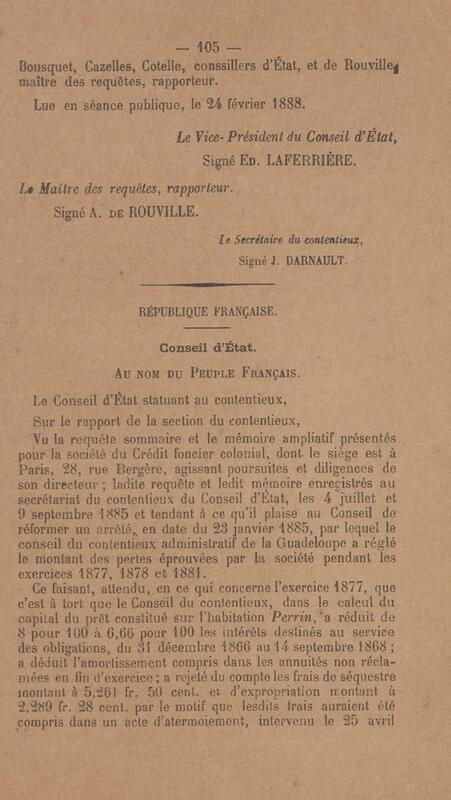 — 105 —
Bousquet, Cazelles, Cotelle, conssillers d'État, et de Rouville,
maître des requêtes, rapporteur.
Lue en séance publique, le 24 février 1888.
Le Vice-Président du Conseil d'État,
Signé ED. LAFERRIÈRE.
Le Maître des requêtes, rapporteur.
Signé A. DE ROUVILLE.
Le Secrétaire du contentieux,
Signé J. DARNAULT.
RÉPUBLIQUE FRANÇAISE.
Conseil d'État.
AU NOM DU PEUPLE FRANÇAIS.
Le Conseil d'État statuant au contentieux,
Sur le rapport de la section du contentieux,
Vu la requête sommaire et le mémoire ampliatif présentés
pour la société du Crédit foncier colonial, dont le siège est à
Paris, 28, rue Bergère, agissant poursuites et diligences de
son directeur ; ladite requête et ledit mémoire enregistrés au
secrétariat du contentieux du Conseil d'État, les 4 juillet et
9 septembre 1885 et tendant à ce qu'il plaise au Conseil de
réformer un arrêté, en date du 23 janvier 1885, par lequel le
conseil du contentieux administratif de la Guadeloupe a réglé
le montant des pertes éprouvées par la société pendant les
exercices 1877, 1878 et 1881.
Ce faisant, attendu, en ce qui concerne l'exercice 1877, que
c'est à tort que le Conseil du contentieux, dans le calcul du
capital du prêt constitué sur l'habitation Perrin, a réduit de
8 pour 100 à 6,66 pour 100 les intérêts destinés au service
des obligations, du 31 décembre 1866 au 14 septembre 1868 ;
a déduit l'amortissement compris dans les annuités non récla-
mées en fin d'exercice ; a rejeté du compte les frais de séquestre
montant à 5,261 fr. 50 cent. et d'expropriation montant à
2,289 fr. 28 cent. par le motif que lesdits frais auraient été
compris dans un acte d'atermoiement, intervenu le 25 avril